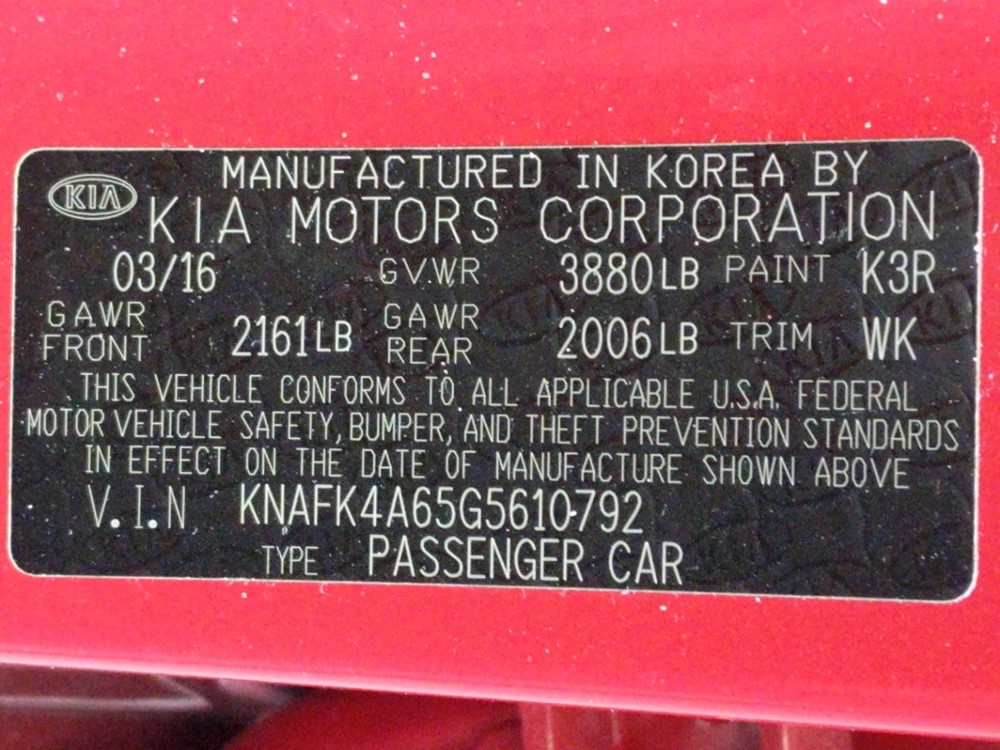 MANUFACTURED IN KOREA BY
KIA
KIA MOTORS CORPORATION
03/16 GVWR 3880LB PAINT K3R
GAWR FRONT 2161LB GAWR REAR 2006LB TRIM WK
THIS VEHICLE CONFORMS TO ALL APPLICABLE U.S.A. FEDERAL
MOTOR VEHICLE SAFETY, BUMPER, AND THEFT PREVENTION STANDARDS
IN EFFECT ON THE DATE OF MANUFACTURE SHOWN ABOVE
V.I.N KNAFK4A65G5610792
TYPE PASSENGER CAR